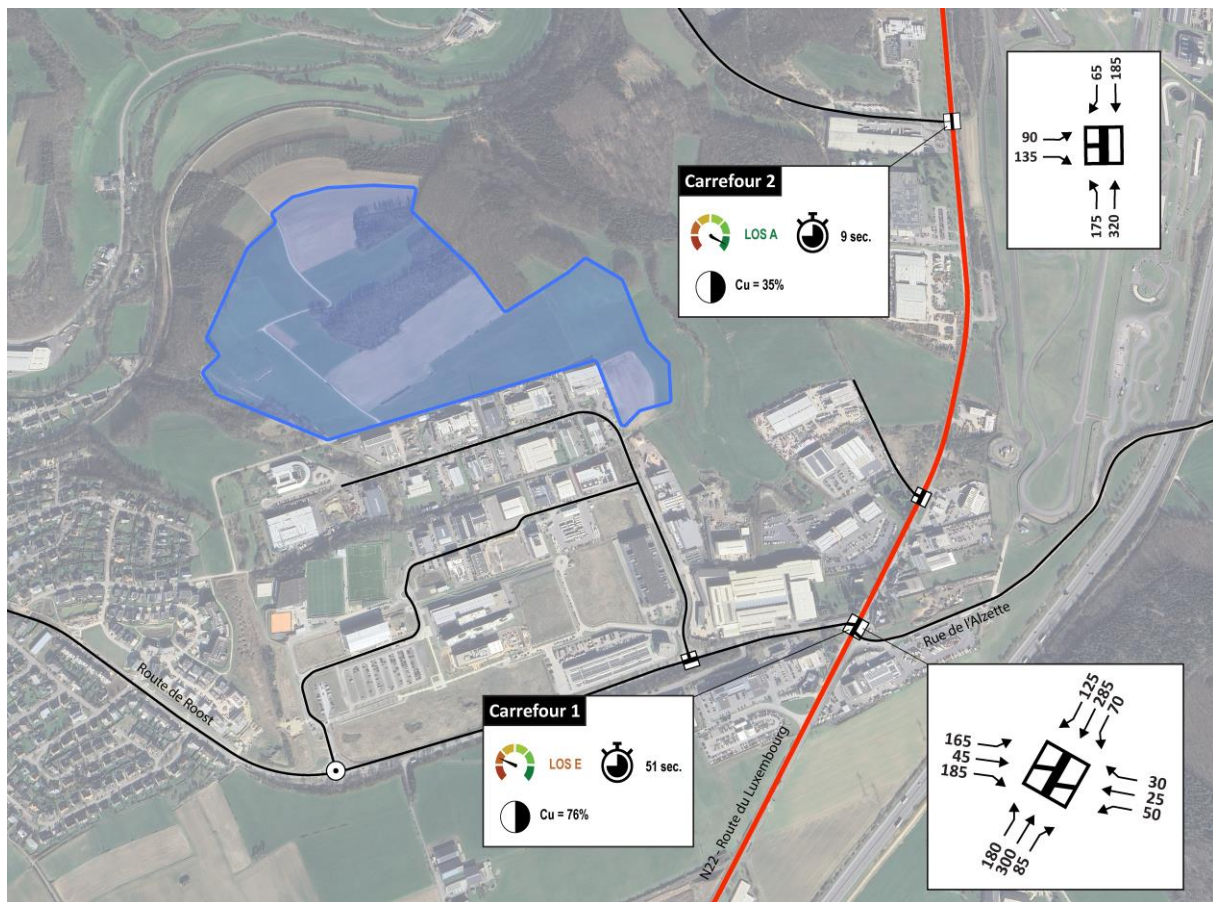 65
185
90
135
175
320
Carrefour 2
LOS A
9 sec.
Cu = 35%
Rue de l'Alzette
Route de Roost
N22 - Route du Luxembourg
Carrefour 1
LOS E
51 sec.
Cu = 76%
125
285
70
165
45
185
30
25
50
180
300
85